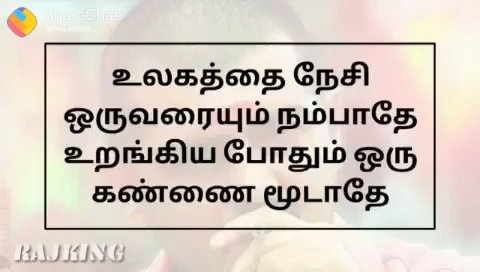 ShareChat
உலகத்தை நேசி
ஒருவரையும் நம்பாதே
உறங்கிய போதும் ஒரு
கண்ணை மூடாதே
RAJKING